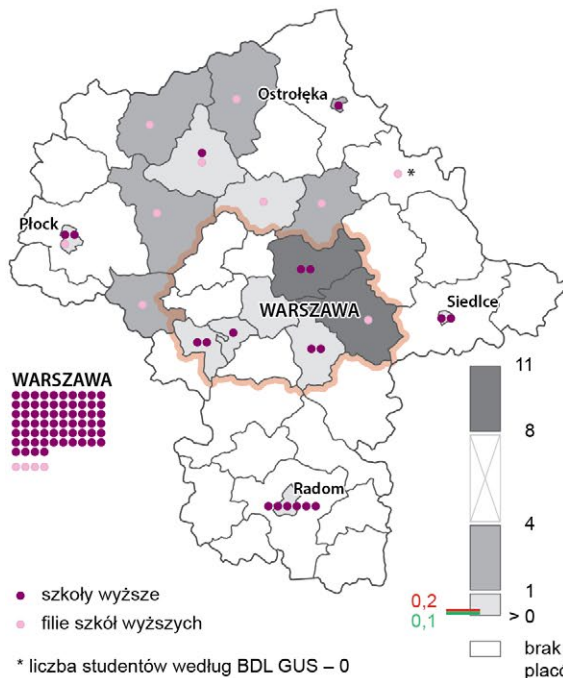 Ostrołęka
*
Płock
WARSZAWA
Siedlce
WARSZAWA
11
8
Radom
4
szkoły wyższe
0,2
1
0,1
> 0
filie szkół wyższych
brak
* liczba studentów według BDL GUS – 0